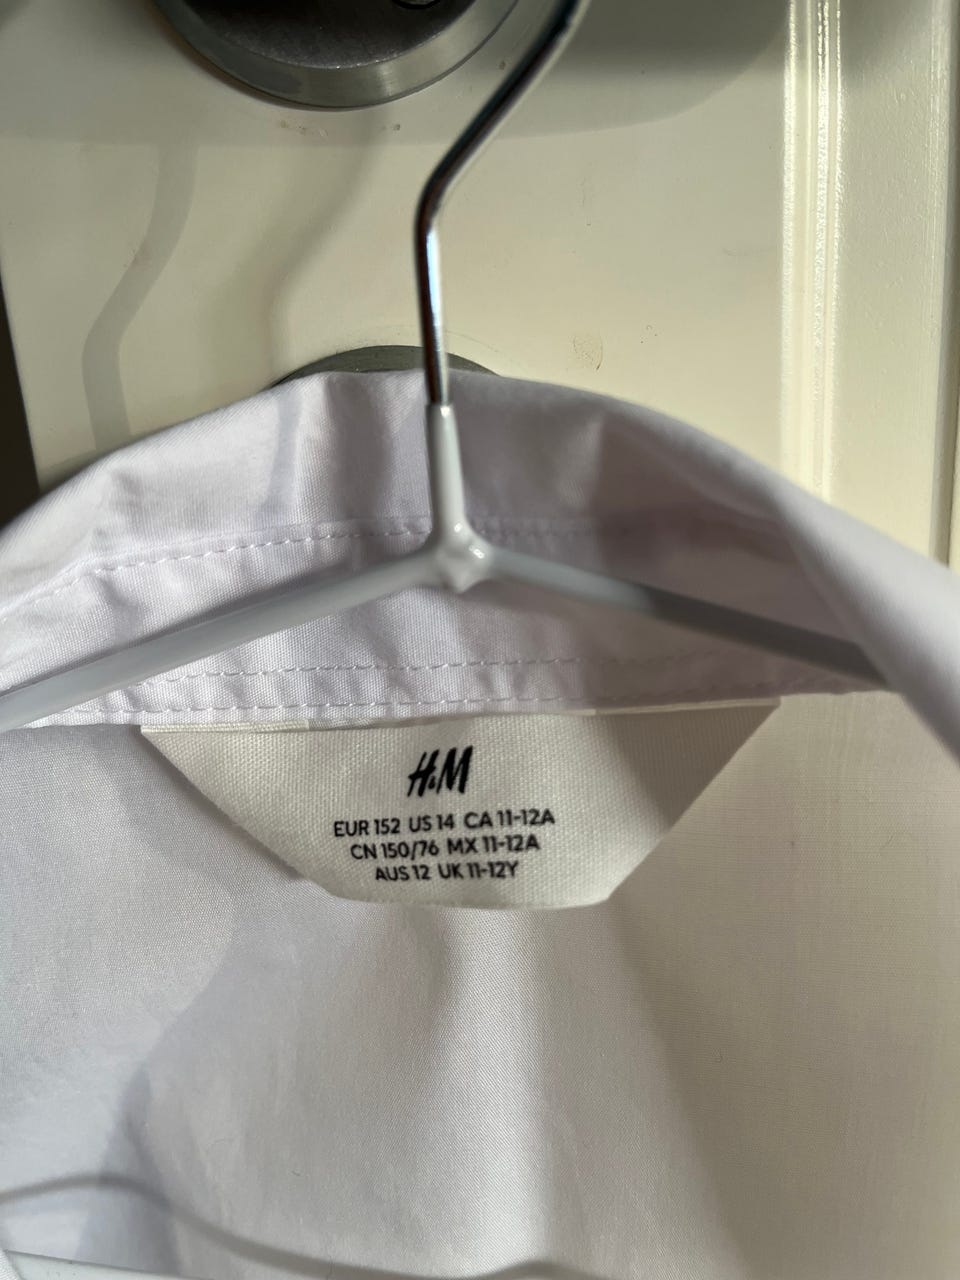 H&M
EUR 152 US 14 CA 11-12A
CN 150/76 MX 11-12A
AUS 12 UK 11-12Y